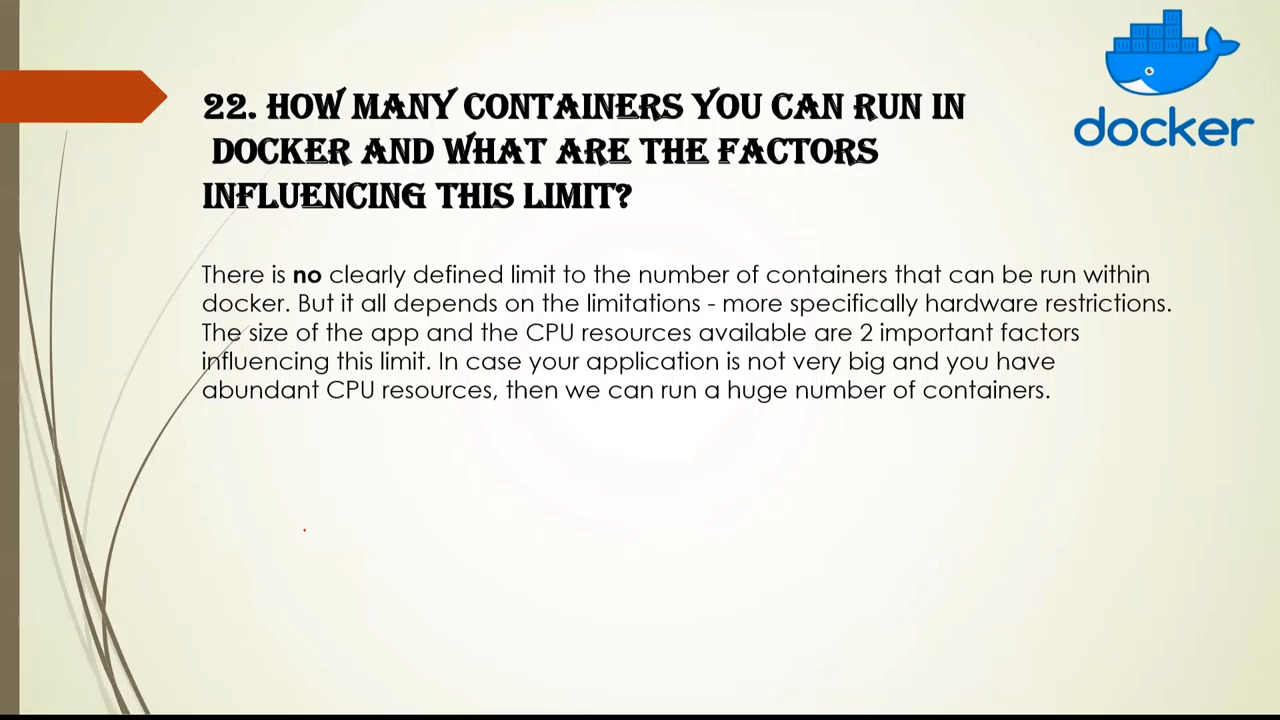 22. HOW MANY CONTAINERS YOU CAN RUN IN
DOCKER AND WHAT ARE THE FACTORS
INFLUENCING THIS LIMIT?
docker
There is no clearly defined limit to the number of containers that can be run within
docker. But it all depends on the limitations - more specifically hardware restrictions.
The size of the app and the CPU resources available are 2 important factors
influencing this limit. In case your application is not very big and you have
abundant CPU resources, then we can run a huge number of containers.